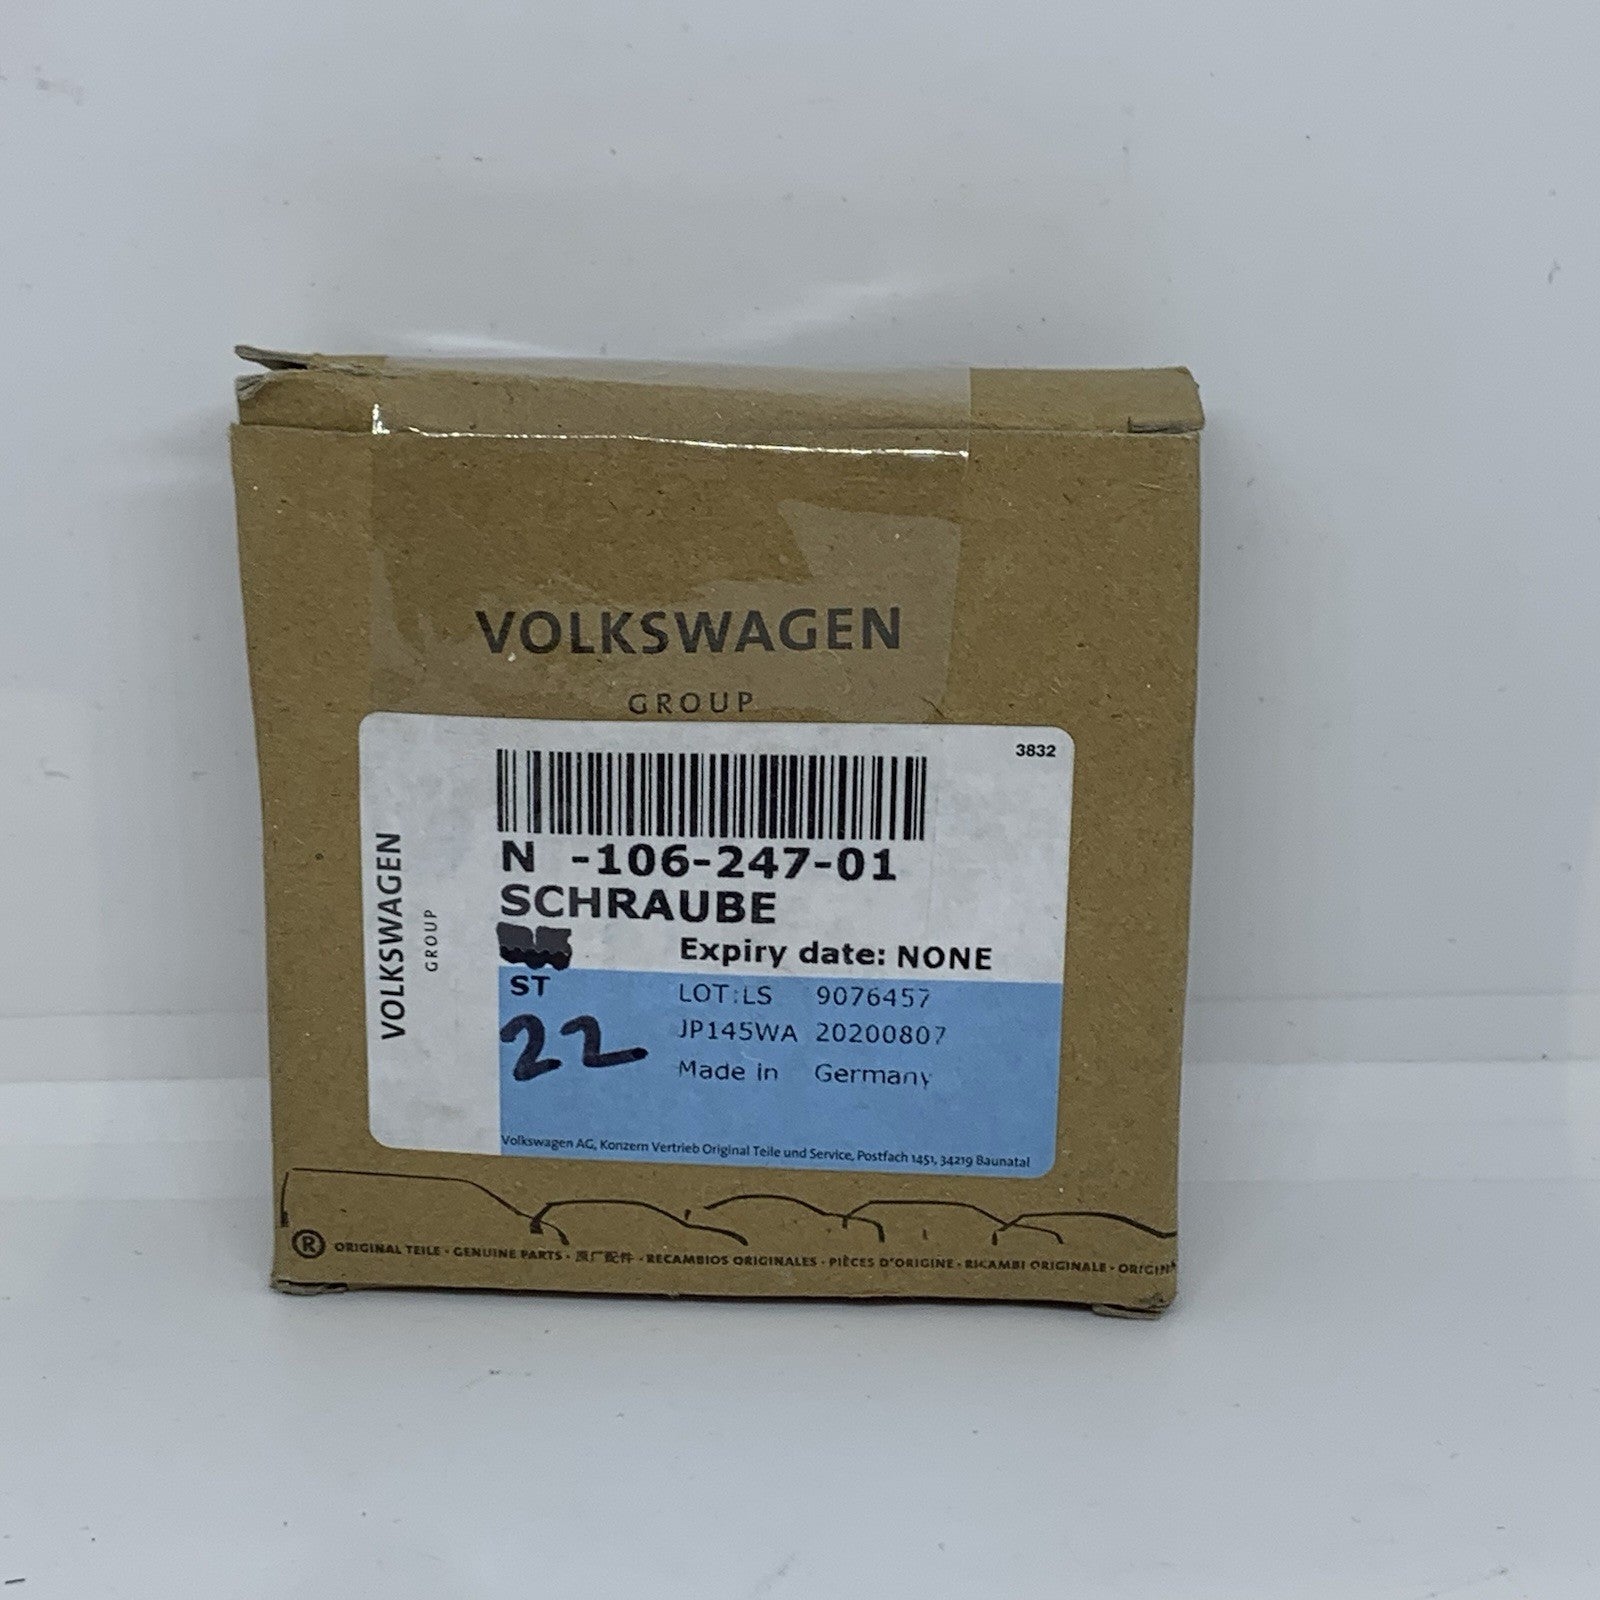 VOLKSWAGEN
GROUP
3832
VOLKSWAGEN
GROUP
N -106-247-01
SCHRAUBE
Expiry date: NONE
ST
22
LOT:LS 9076457
JP145WA 20200807
Made in Germany
Volkswagen AG, Konzern Vertrieb Original Teile und Service, Postfach 1451, 34219 Baunatal
® ORIGINAL TEILE · GENUINE PARTS · 原厂配件 · RECAMBIOS ORIGINALES · PIÈCES D'ORIGINE · RICAMBI ORIGINALE ·